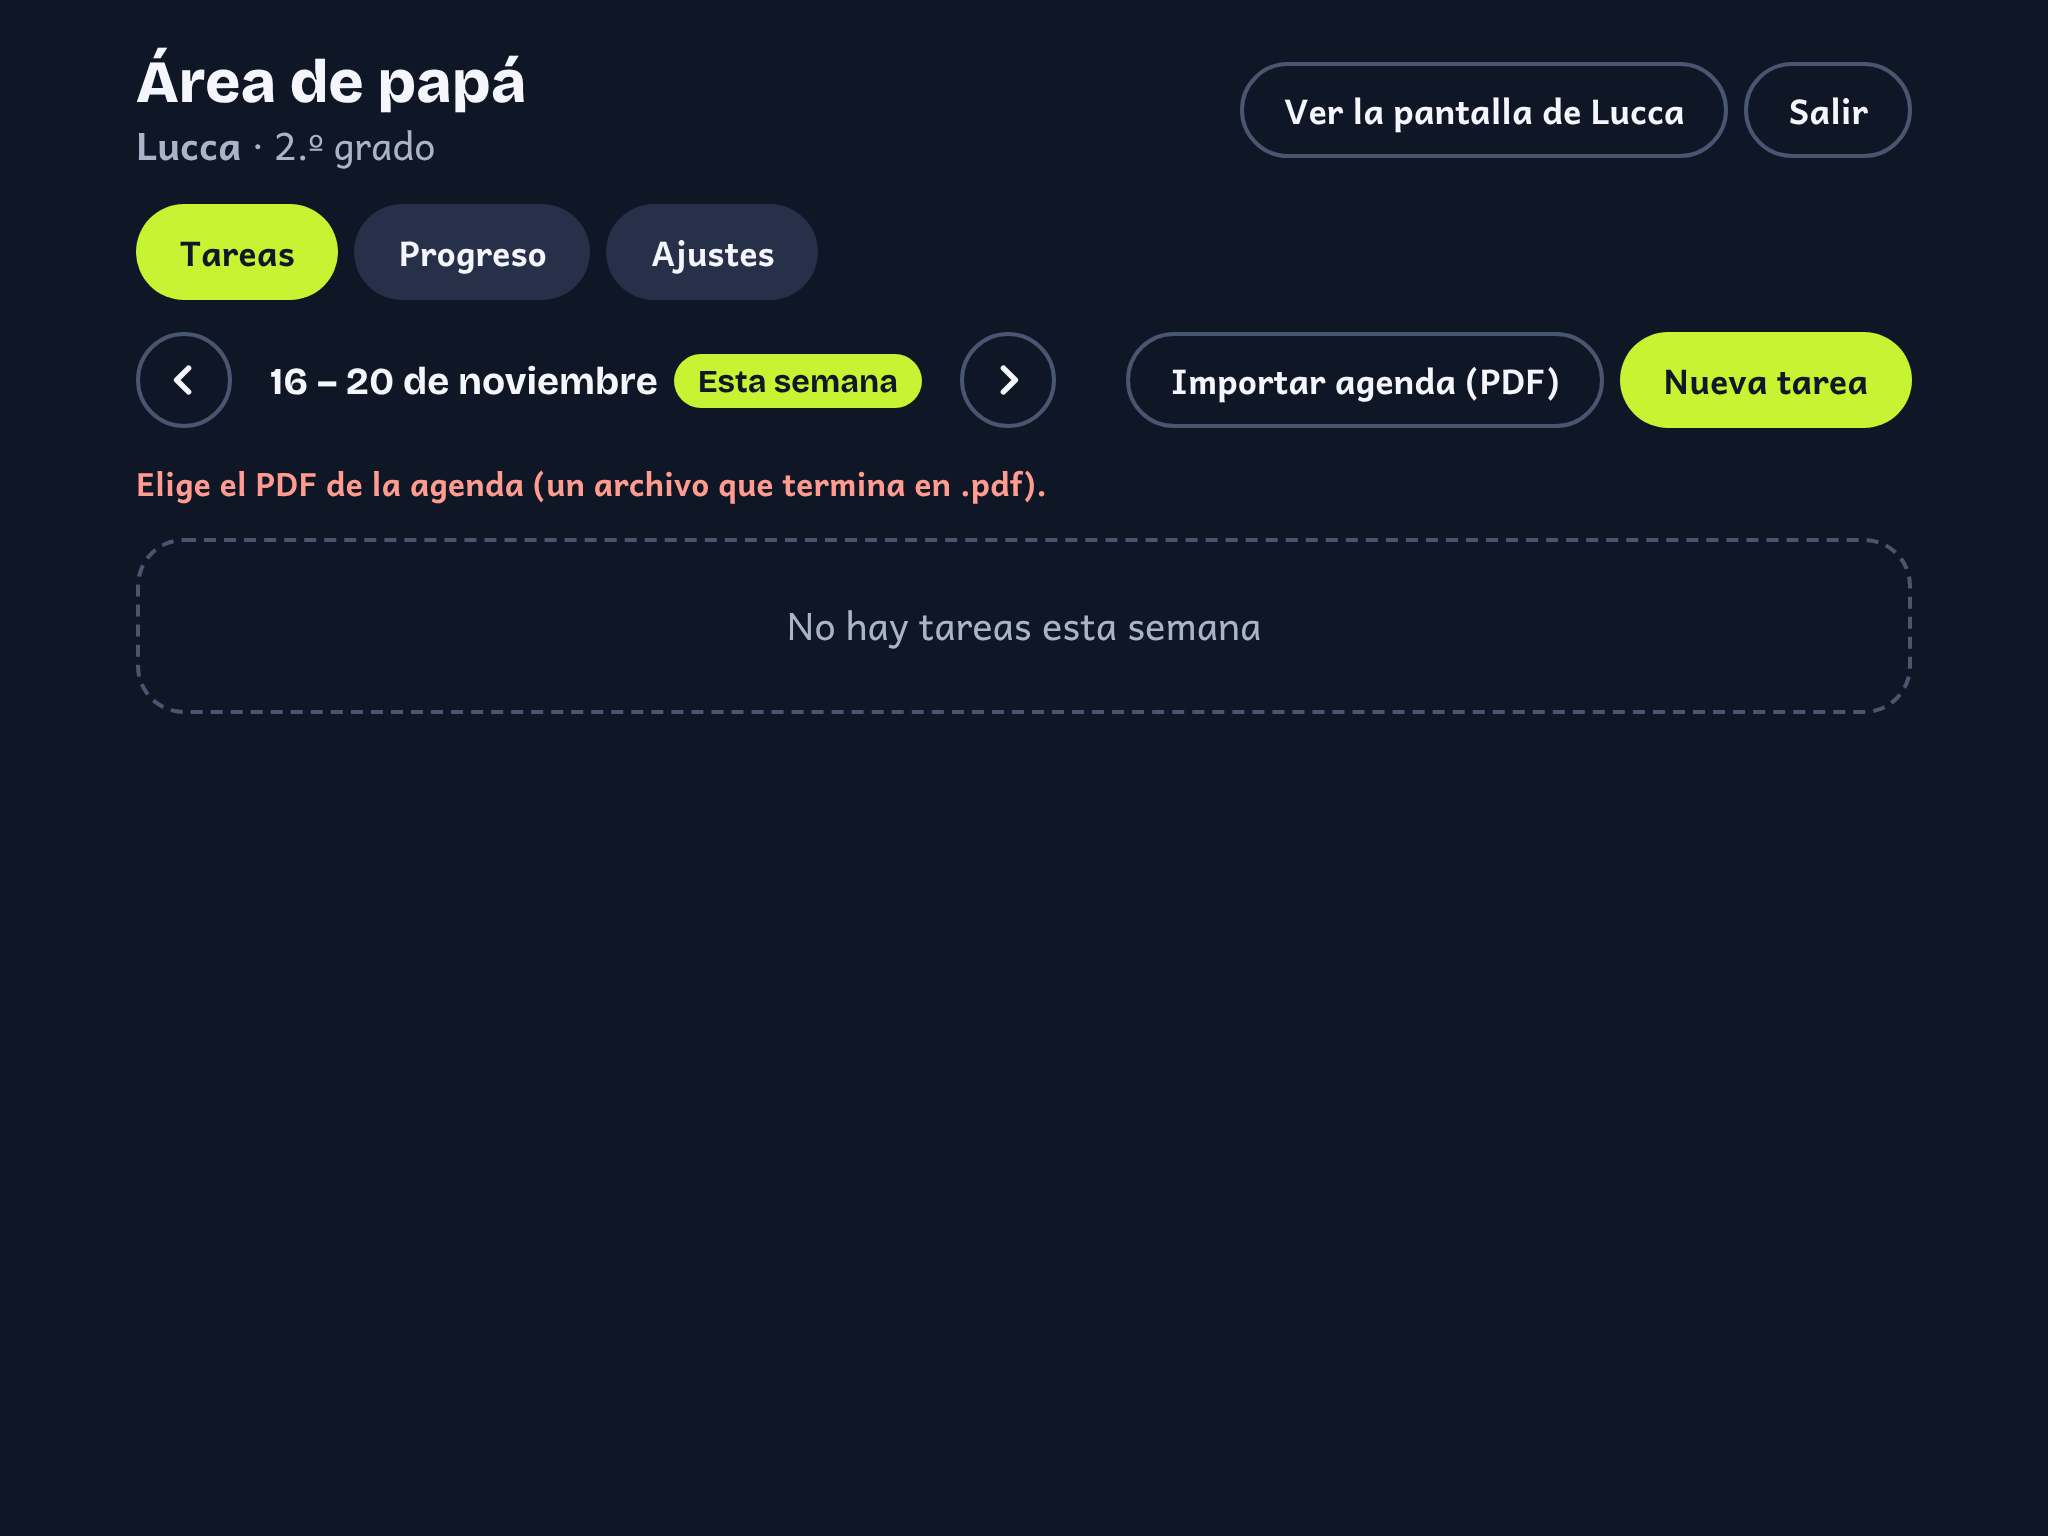 Área de papá
Lucca · 2.º grado
Ver la pantalla de Lucca
Salir
Tareas
Progreso
Ajustes
16 – 20 de noviembre
Esta semana
Importar agenda (PDF)
Nueva tarea
Elige el PDF de la agenda (un archivo que termina en .pdf).
No hay tareas esta semana